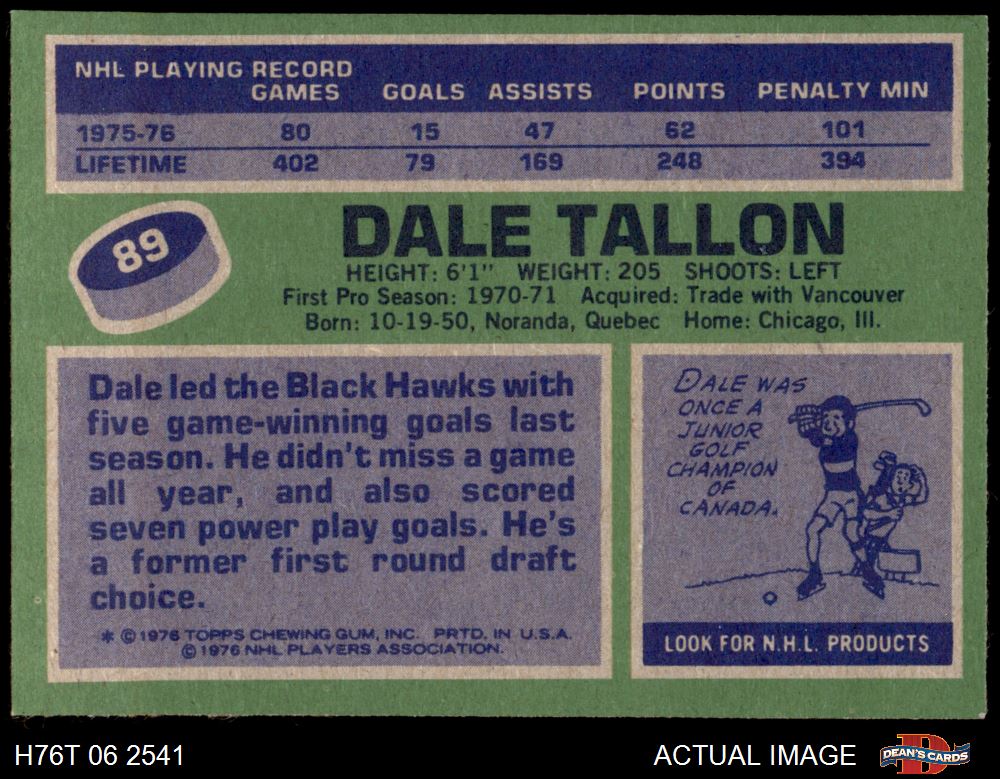 NHL PLAYING RECORD
GAMES GOALS ASSISTS POINTS PENALTY MIN
1975-76 80 15 47 62 101
LIFETIME 402 79 169 248 394
89
DALE TALLON
HEIGHT: 6'1" WEIGHT: 205 SHOOTS: LEFT
First Pro Season: 1970-71 Acquired: Trade with Vancouver
Born: 10-19-50, Noranda, Quebec Home: Chicago, Ill.
Dale led the Black Hawks with
five game-winning goals last
season. He didn't miss a game
all year, and also scored
seven power play goals. He's
a former first round draft
choice.
* © 1976 TOPPS CHEWING GUM, INC. PRTD. IN U.S.A.
© 1976 NHL PLAYERS ASSOCIATION.
DALE WAS
ONCE A
JUNIOR
GOLF
CHAMPION
OF
CANADA.
LOOK FOR N.H.L. PRODUCTS
H76T 06 2541
ACTUAL IMAGE
D
DEAN'S CARDS